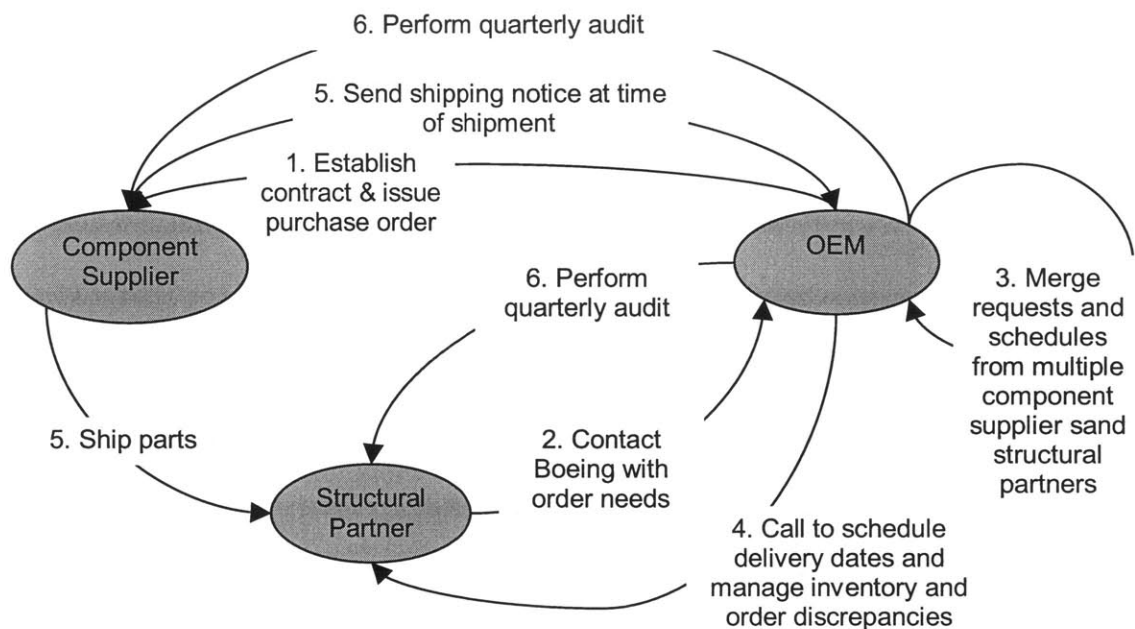 6. Perform quarterly audit
5. Send shipping notice at time
of shipment
1. Establish
contract & issue
purchase order
Component
Supplier
OEM
6. Perform
quarterly audit
3. Merge
requests and
schedules
from multiple
component
supplier sand
structural
partners
5. Ship parts
2. Contact
Boeing with
order needs
Structural
Partner
4. Call to schedule
delivery dates and
manage inventory and
order discrepancies